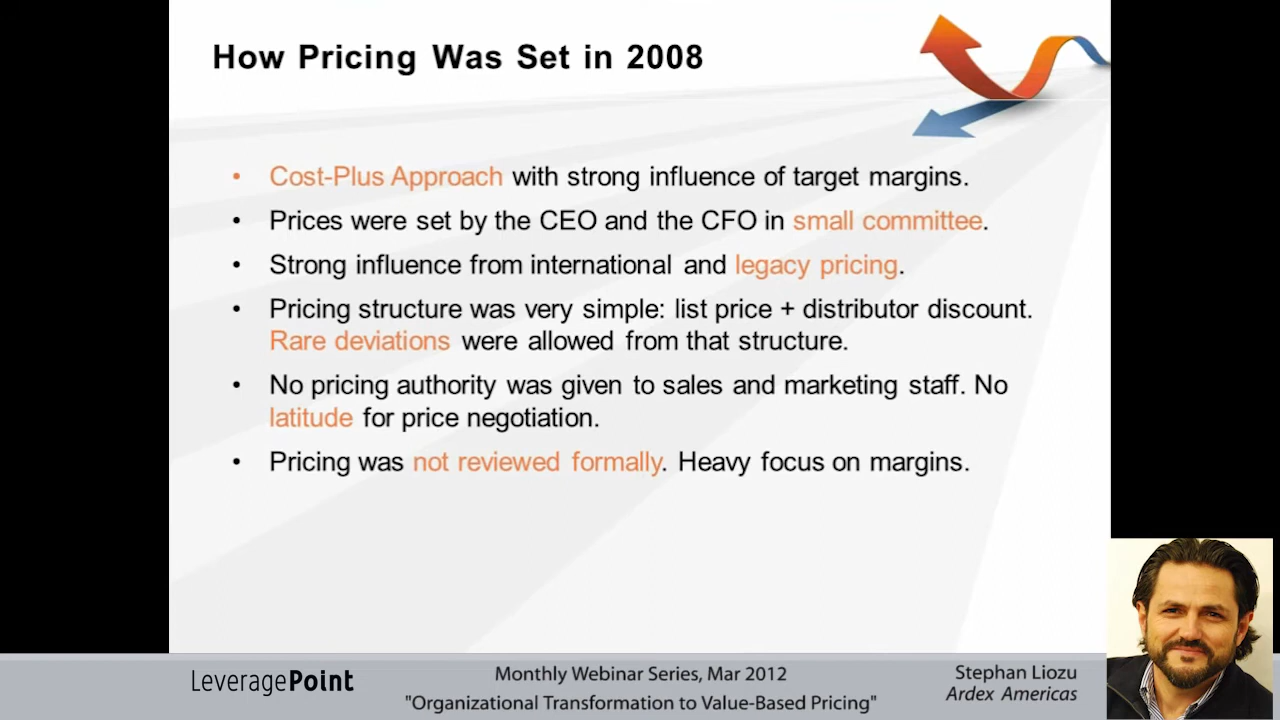 How Pricing Was Set in 2008
• Cost-Plus Approach with strong influence of target margins.
• Prices were set by the CEO and the CFO in small committee.
• Strong influence from international and legacy pricing.
• Pricing structure was very simple: list price + distributor discount.
Rare deviations were allowed from that structure.
• No pricing authority was given to sales and marketing staff. No
latitude for price negotiation.
• Pricing was not reviewed formally. Heavy focus on margins.
LeveragePoint
Monthly Webinar Series, Mar 2012
"Organizational Transformation to Value-Based Pricing"
Stephan Liozu
Ardex Americas